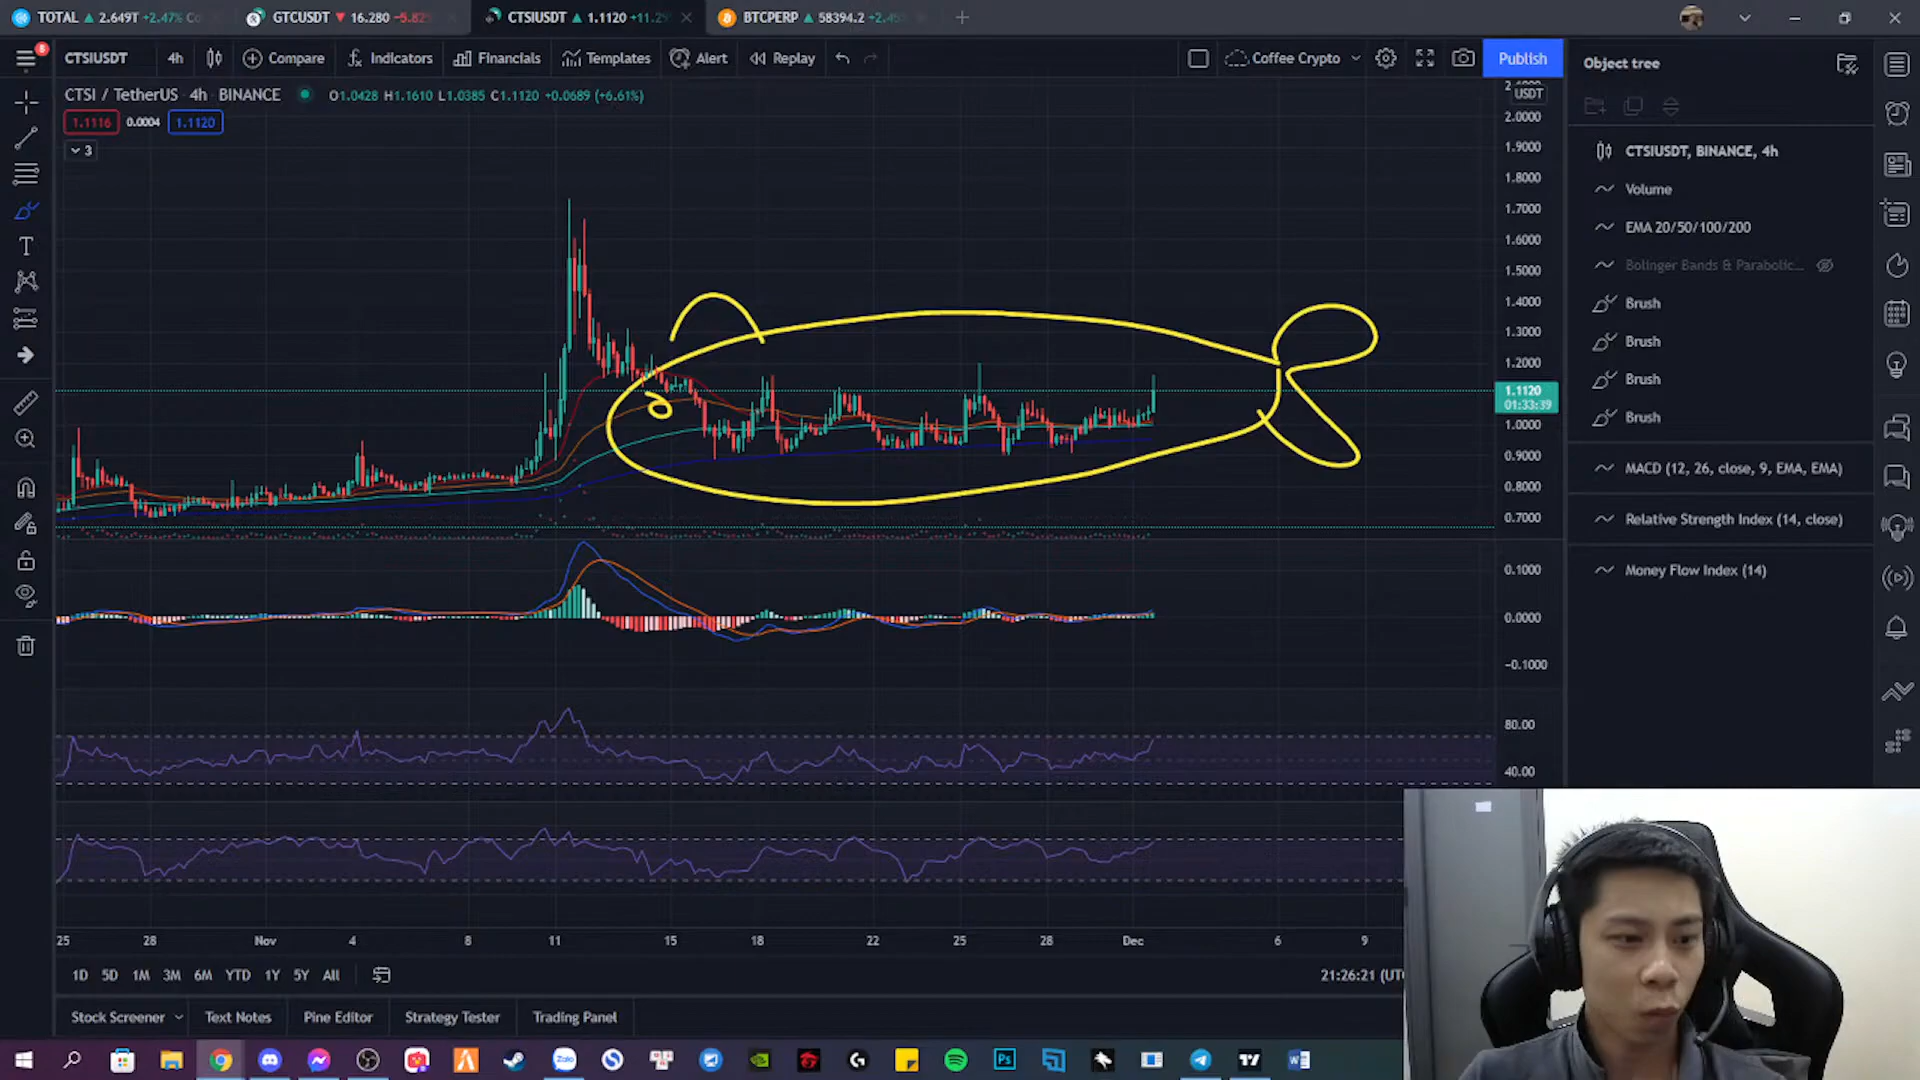 TOTAL ▲ 2.649T +2.47% Co
GTCUSDT ▼ 16.280 −5.82%
CTSIUSDT ▲ 1.1120 +11.29
BTCPERP ▲ 58394.2 +2.45%
8
CTSIUSDT 4h Compare Indicators Financials Templates Alert Replay Coffee Crypto Publish
Object tree
CTSI / TetherUS 4h BINANCE O1.0428 H1.1610 L1.0385 C1.1120 +0.0689 (+6.61%)
1.1116 0.0004 1.1120
3
USDT
2.0000
1.9000
1.8000
1.7000
1.6000
1.5000
1.4000
1.3000
1.2000
1.1120
01:33:39
1.0000
0.9000
0.8000
0.7000
0.1000
0.0000
−0.1000
80.00
40.00
CTSIUSDT, BINANCE, 4h
Volume
EMA 20/50/100/200
Bolinger Bands & Parabolic...
Brush
Brush
Brush
Brush
MACD (12, 26, close, 9, EMA, EMA)
Relative Strength Index (14, close)
Money Flow Index (14)
25 28 Nov 4 8 11 15 18 22 25 28 Dec 6 9
1D 5D 1M 3M 6M YTD 1Y 5Y All
21:26:21 (UTC
Stock Screener Text Notes Pine Editor Strategy Tester Trading Panel
Zalo
Ps